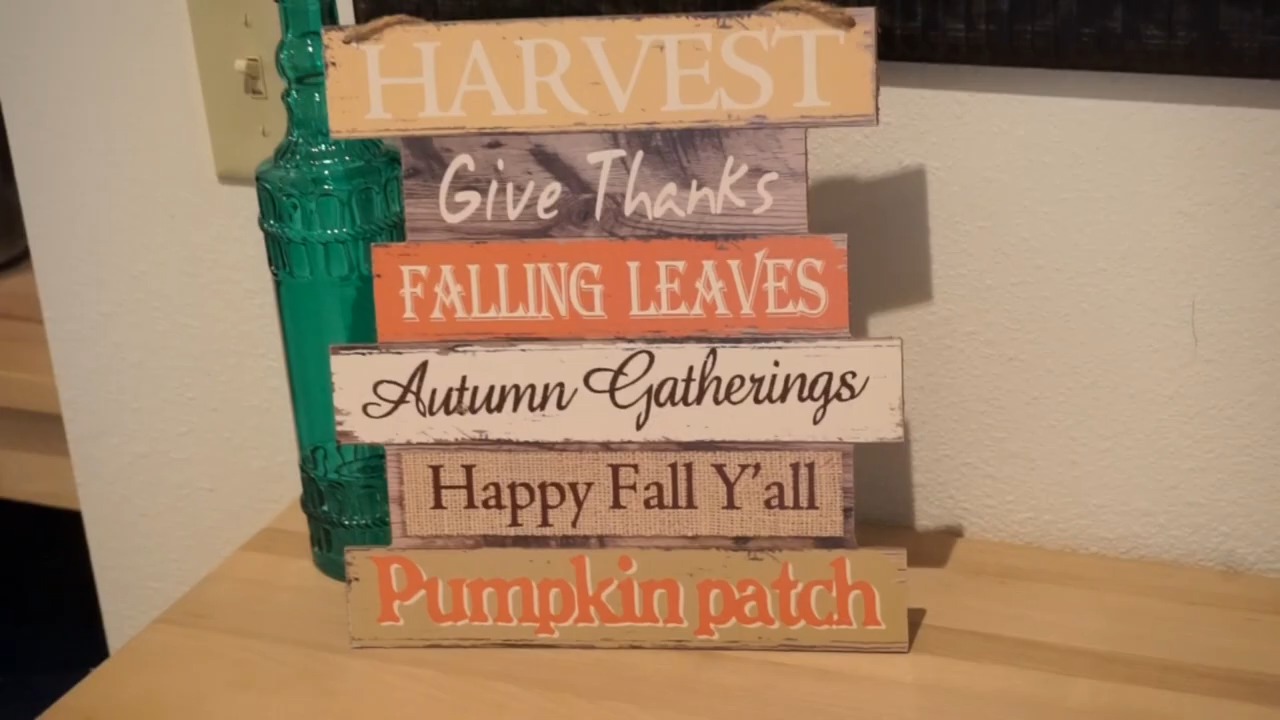 HARVEST
Give Thanks
FALLING LEAVES
Autumn Gatherings
Happy Fall Y'all
Pumpkin patch